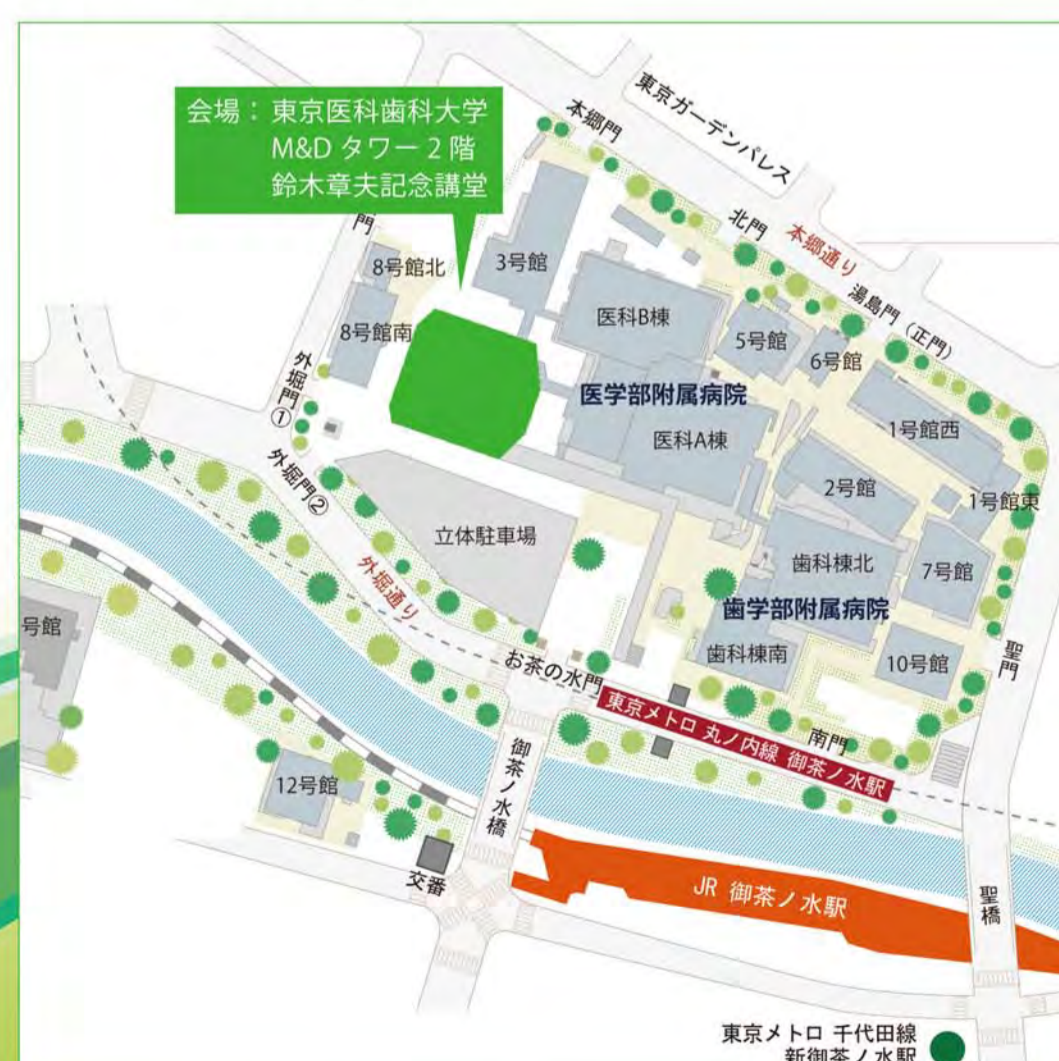 会場：東京医科歯科大学
M&Dタワー2階
鈴木章夫記念講堂
本郷門
東京ガーデンパレス
門
北門
本郷通り
湯島門（正門）
8号館北
3号館
8号館南
医科B棟
5号館
6号館
医学部附属病院
外堀門①
医科A棟
1号館西
外堀門②
2号館
1号館東
立体駐車場
歯科棟北
7号館
外堀通り
歯学部附属病院
号館
歯科棟南
10号館
聖門
お茶の水門
東京メトロ 丸ノ内線 御茶ノ水駅
南門
12号館
御茶ノ水橋
交番
JR 御茶ノ水駅
聖橋
東京メトロ 千代田線
新御茶ノ水駅